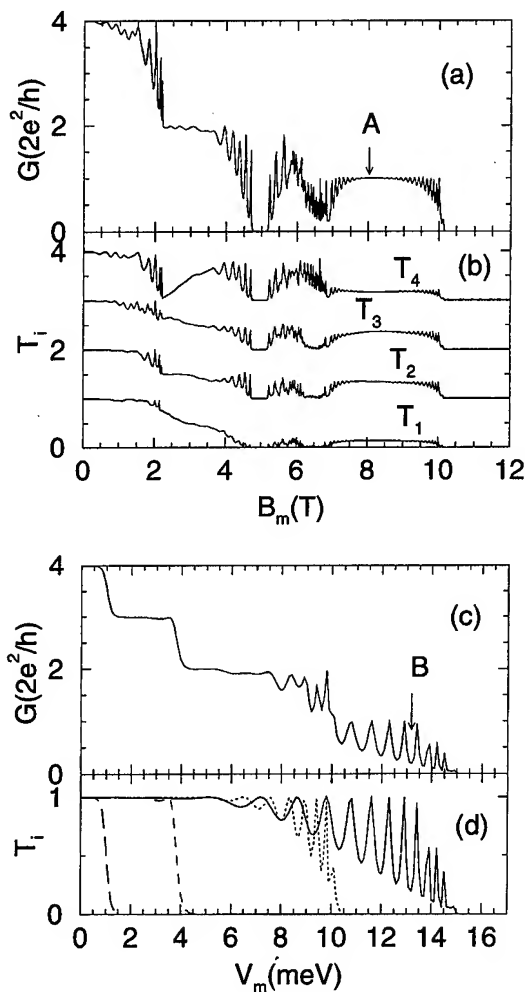 4
(a)
A
2
G(2e²/h)
0
4
(b)
T₄
T₃
Tᵢ
2
T₂
T₁
0
0 2 4 6 8 10 12
Bₘ(T)
4
(c)
G(2e²/h)
2
B
0
1
(d)
Tᵢ
0
0 2 4 6 8 10 12 14 16
Vₘ(meV)